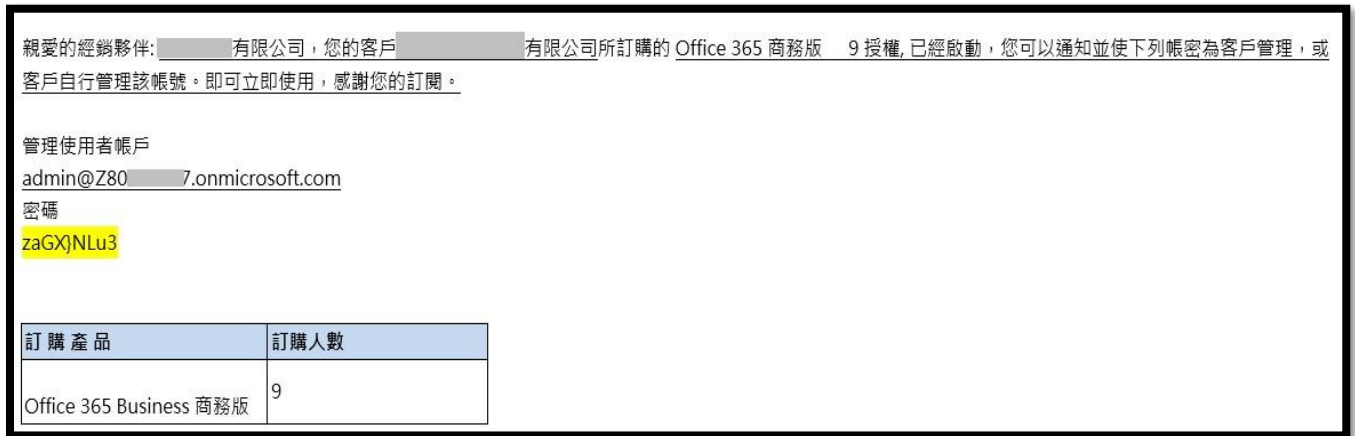 親愛的經銷夥伴: 有限公司，您的客戶 有限公司所訂購的 Office 365 商務版 9 授權, 已經啟動，您可以通知並使下列帳密為客戶管理，或
客戶自行管理該帳號。即可立即使用，感謝您的訂閱。
管理使用者帳戶
admin@Z80 7.onmicrosoft.com
密碼
zaGX}NLu3
訂 購 產 品 訂購人數
Office 365 Business 商務版 9